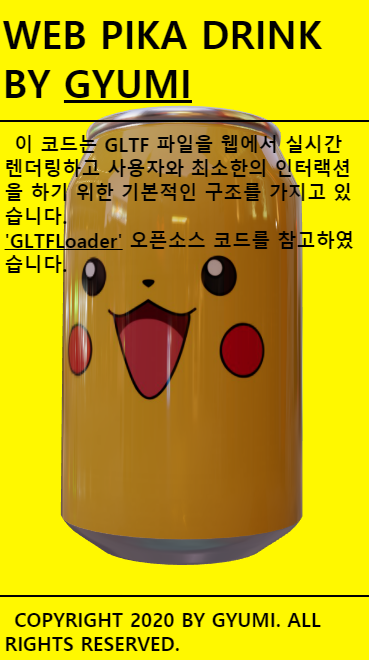 WEB PIKA DRINK
BY GYUMI
이 코드는 GLTF 파일을 웹에서 실시간
렌더링하고 사용자와 최소한의 인터랙션
을 하기 위한 기본적인 구조를 가지고 있
습니다.
'GLTFLoader' 오픈소스 코드를 참고하였
습니다.
COPYRIGHT 2020 BY GYUMI. ALL
RIGHTS RESERVED.